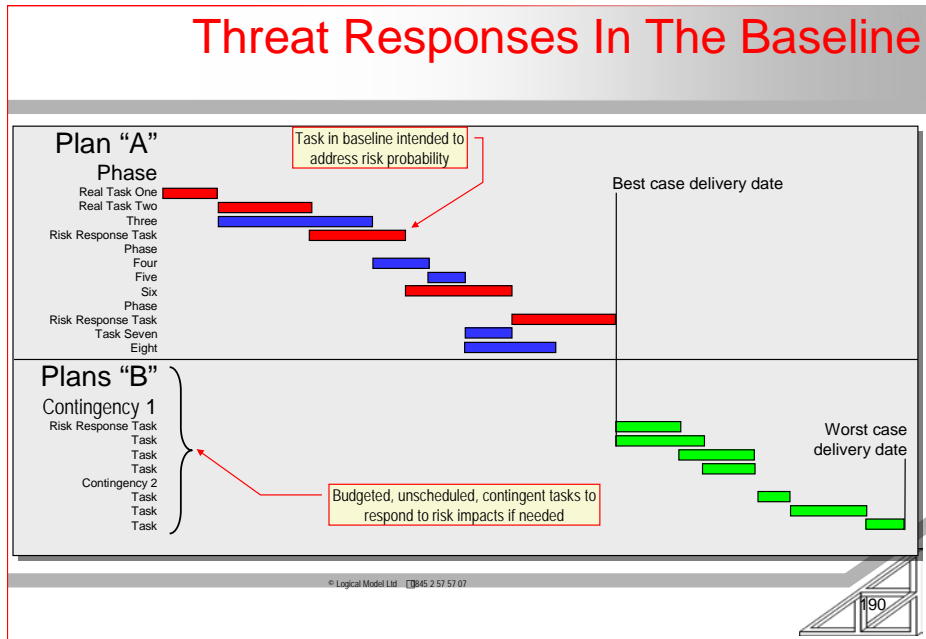 Threat Responses In The Baseline
Plan “A”
Task in baseline intended to
address risk probability
Phase
Best case delivery date
Real Task One
Real Task Two
Three
Risk Response Task
Phase
Four
Five
Six
Phase
Risk Response Task
Task Seven
Eight
Plans “B”
Contingency 1
Risk Response Task
Task
Task
Task
Contingency 2
Task
Task
Task
Worst case
delivery date
Budgeted, unscheduled, contingent tasks to
respond to risk impacts if needed
© Logical Model Ltd 0845 2 57 57 07
190